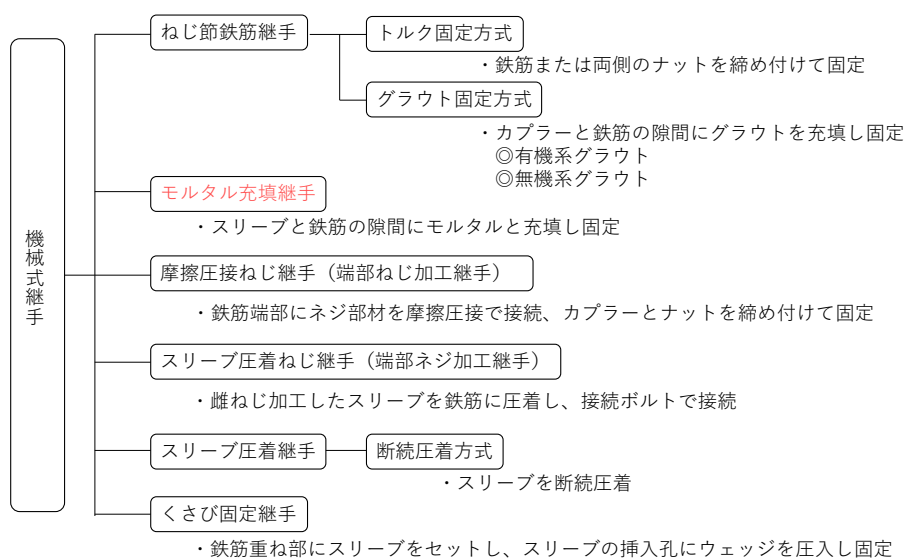 機械式継手
ねじ節鉄筋継手
トルク固定方式
・鉄筋または両側のナットを締め付けて固定
グラウト固定方式
・カプラーと鉄筋の隙間にグラウトを充填し固定
◎有機系グラウト
◎無機系グラウト
モルタル充填継手
・スリーブと鉄筋の隙間にモルタルと充填し固定
摩擦圧接ねじ継手（端部ねじ加工継手）
・鉄筋端部にネジ部材を摩擦圧接で接続、カプラーとナットを締め付けて固定
スリーブ圧着ねじ継手（端部ネジ加工継手）
・雌ねじ加工したスリーブを鉄筋に圧着し、接続ボルトで接続
スリーブ圧着継手
断続圧着方式
・スリーブを断続圧着
くさび固定継手
・鉄筋重ね部にスリーブをセットし、スリーブの挿入孔にウェッジを圧入し固定